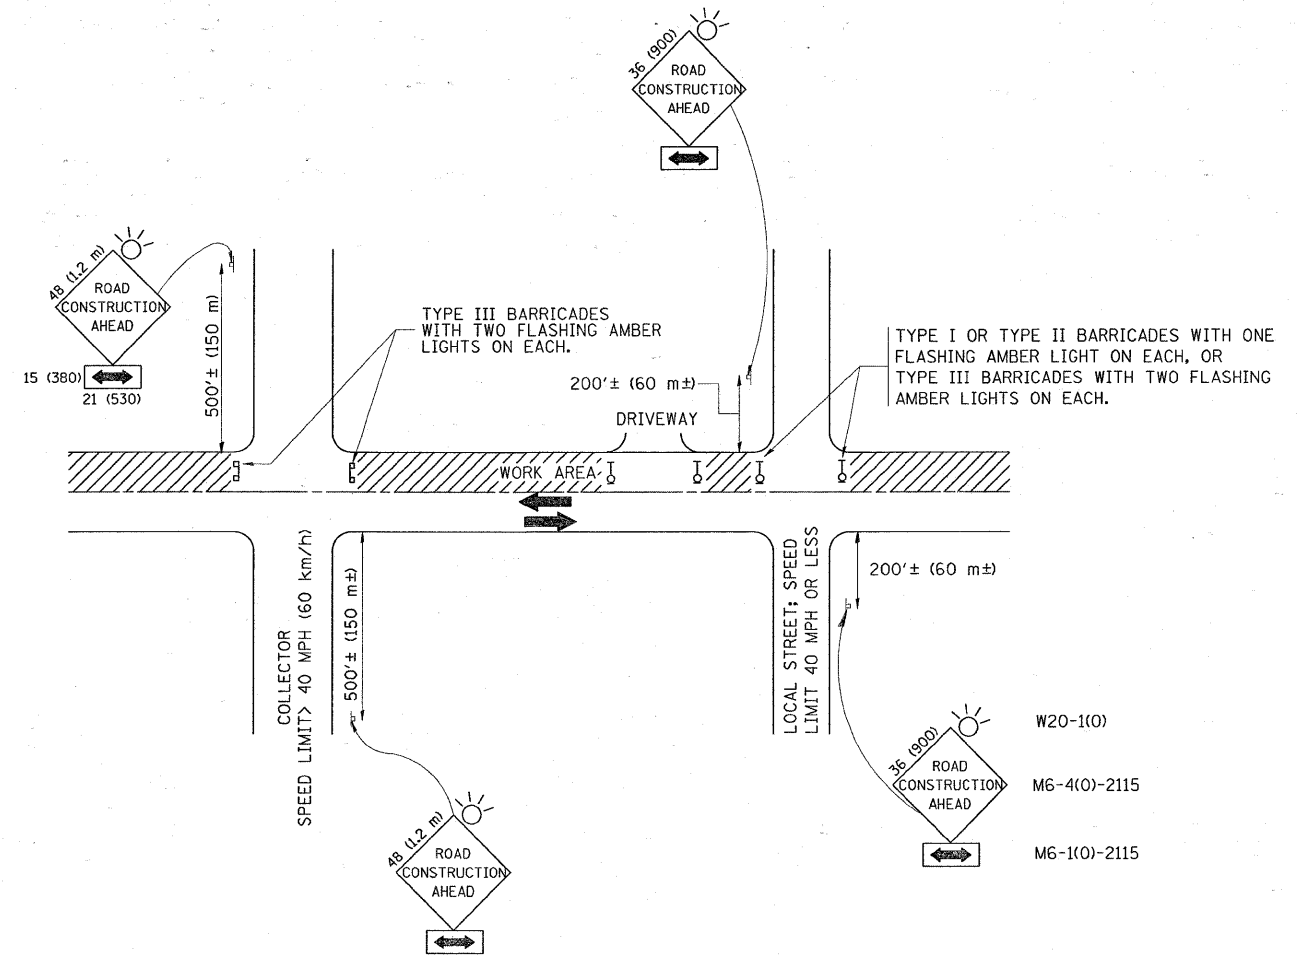 36 (900)
ROAD
CONSTRUCTION
AHEAD
48 (1.2 m)
ROAD
CONSTRUCTION
AHEAD
15 (380)
21 (530)
500'± (150 m)
TYPE III BARRICADES
WITH TWO FLASHING AMBER
LIGHTS ON EACH.
200'± (60 m±)
DRIVEWAY
TYPE I OR TYPE II BARRICADES WITH ONE
FLASHING AMBER LIGHT ON EACH, OR
TYPE III BARRICADES WITH TWO FLASHING
AMBER LIGHTS ON EACH.
WORK AREA
COLLECTOR
SPEED LIMIT> 40 MPH (60 km/h)
500'± (150 m±)
LOCAL STREET; SPEED
LIMIT 40 MPH OR LESS
200'± (60 m±)
48 (1.2 m)
ROAD
CONSTRUCTION
AHEAD
36 (900)
ROAD
CONSTRUCTION
AHEAD
W20-1(O)
M6-4(O)-2115
M6-1(O)-2115